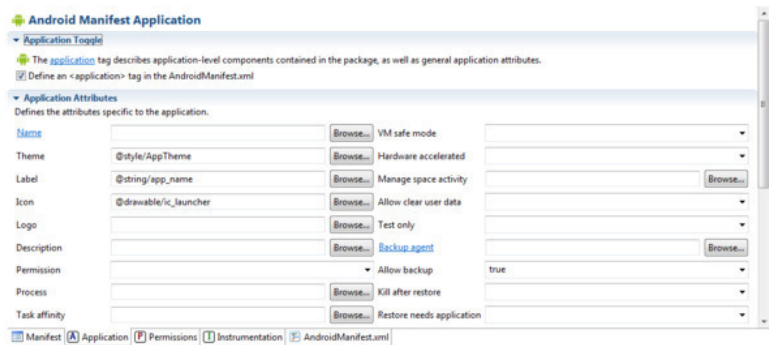 Android Manifest Application
Application Toggle
The application tag describes application-level components contained in the package, as well as general application attributes.
Define an <application> tag in the AndroidManifest.xml
Application Attributes
Defines the attributes specific to the application.
Name Browse... VM safe mode
Theme @style/AppTheme Browse... Hardware accelerated
Label @string/app_name Browse... Manage space activity Browse...
Icon @drawable/ic_launcher Browse... Allow clear user data
Logo Browse... Test only
Description Browse... Backup agent Browse...
Permission Allow backup true
Process Browse... Kill after restore
Task affinity Browse... Restore needs application
Manifest A Application P Permissions I Instrumentation AndroidManifest.xml